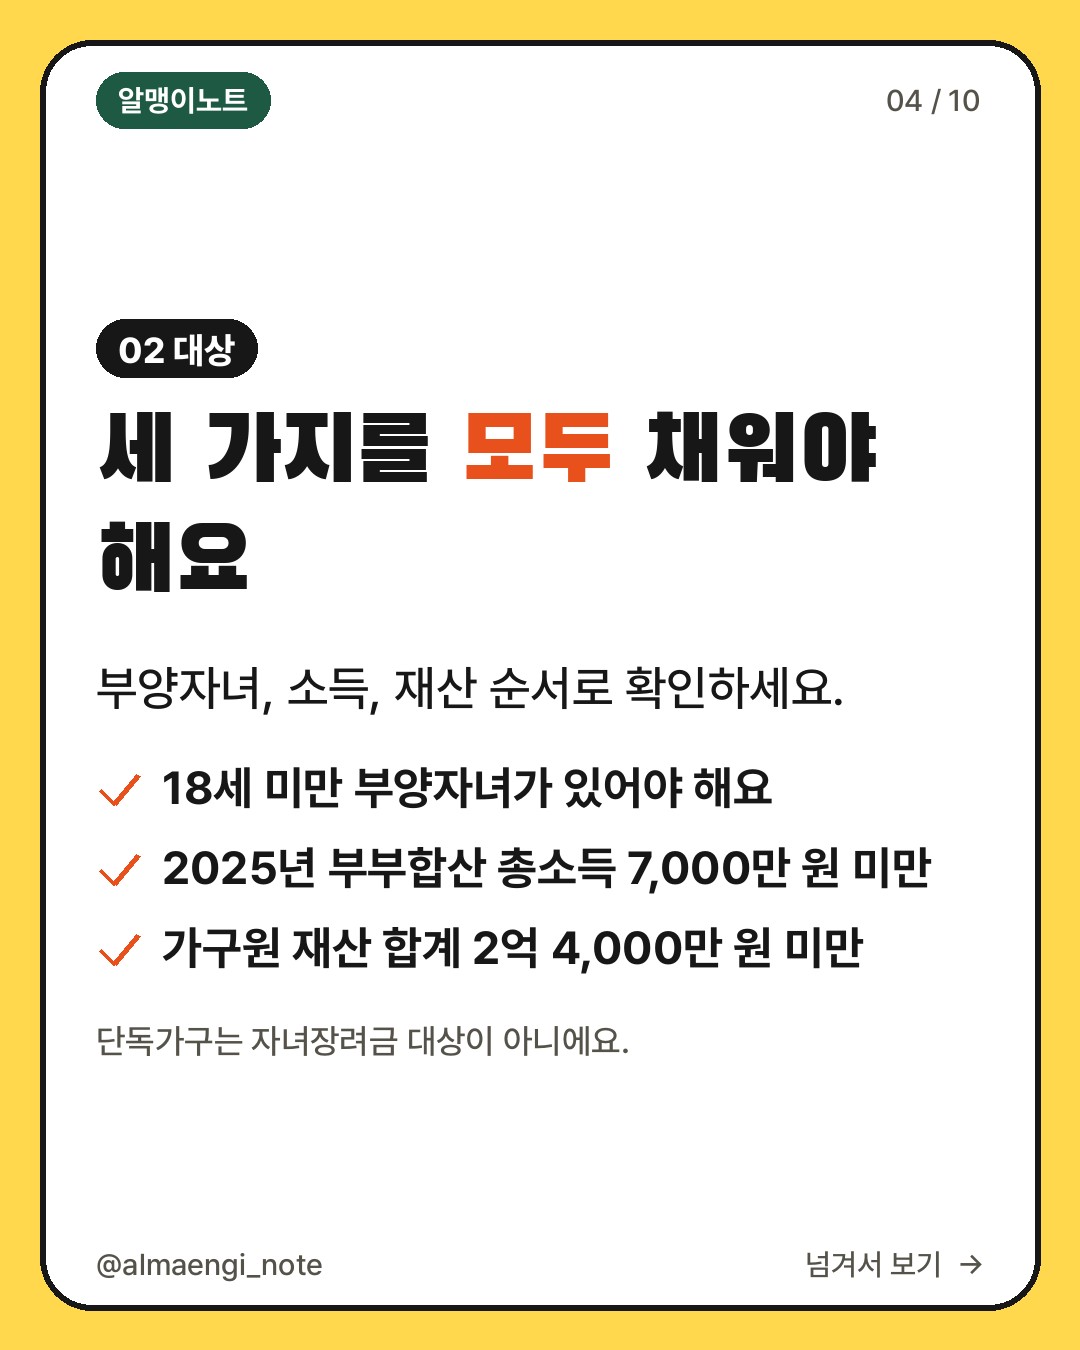 알맹이노트
04 / 10
02 대상
세 가지를 모두 채워야
해요
부양자녀, 소득, 재산 순서로 확인하세요.
18세 미만 부양자녀가 있어야 해요
2025년 부부합산 총소득 7,000만 원 미만
가구원 재산 합계 2억 4,000만 원 미만
단독가구는 자녀장려금 대상이 아니에요.
@almaengi_note
넘겨서 보기 →